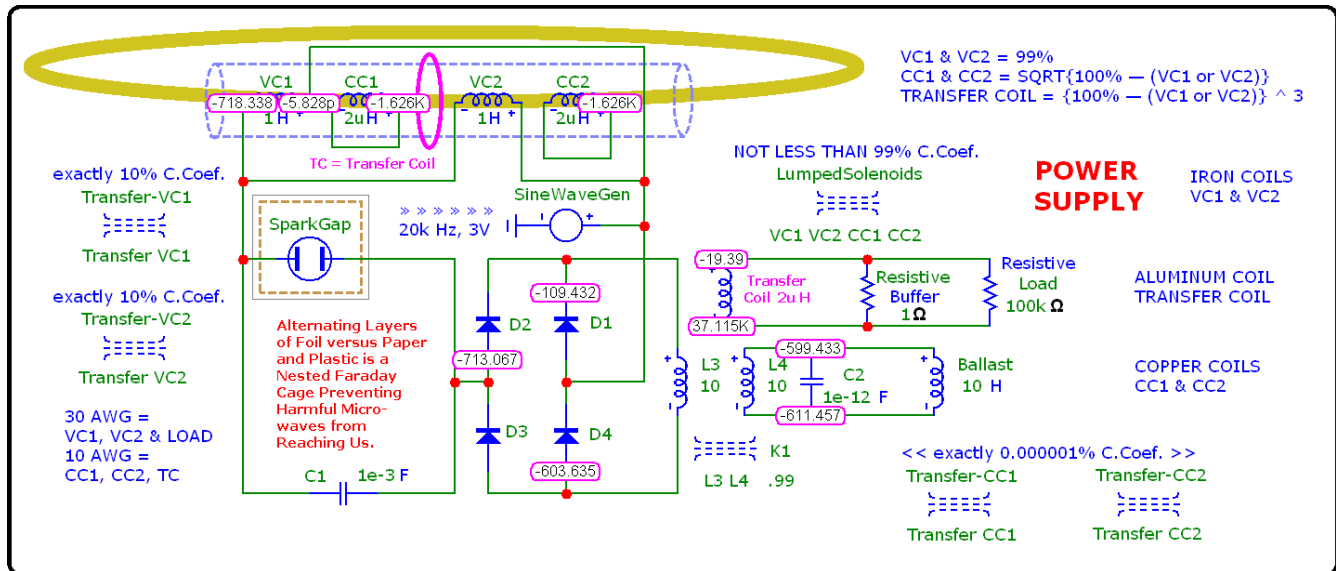 VC1 & VC2 = 99%
CC1 & CC2 = SQRT{100% — (VC1 or VC2)}
TRANSFER COIL = {100% — (VC1 or VC2)} ^ 3
VC1
CC1
VC2
CC2
-718.338
-5.828p
-1.626K
-1.626K
1 H
2u H
1 H
2u H
TC = Transfer Coil
NOT LESS THAN 99% C.Coef.
LumpedSolenoids
VC1 VC2 CC1 CC2
POWER
SUPPLY
IRON COILS
VC1 & VC2
exactly 10% C.Coef.
Transfer-VC1
Transfer VC1
SparkGap
» » » » » »
20k Hz, 3V
SineWaveGen
exactly 10% C.Coef.
Transfer-VC2
Transfer VC2
-19.39
Transfer
Coil 2u H
37.115K
Resistive
Buffer
1Ω
Resistive
Load
100k Ω
ALUMINUM COIL
TRANSFER COIL
Alternating Layers
of Foil versus Paper
and Plastic is a
Nested Faraday
Cage Preventing
Harmful Micro-
waves from
Reaching Us.
-109.432
D2
D1
-713.067
D3
D4
-603.635
L3
10
L4
10
-599.433
C2
1e-12 F
-611.457
Ballast
10 H
COPPER COILS
CC1 & CC2
30 AWG =
VC1, VC2 & LOAD
10 AWG =
CC1, CC2, TC
C1
1e-3 F
K1
L3 L4 .99
<< exactly 0.000001% C.Coef. >>
Transfer-CC1
Transfer CC1
Transfer-CC2
Transfer CC2